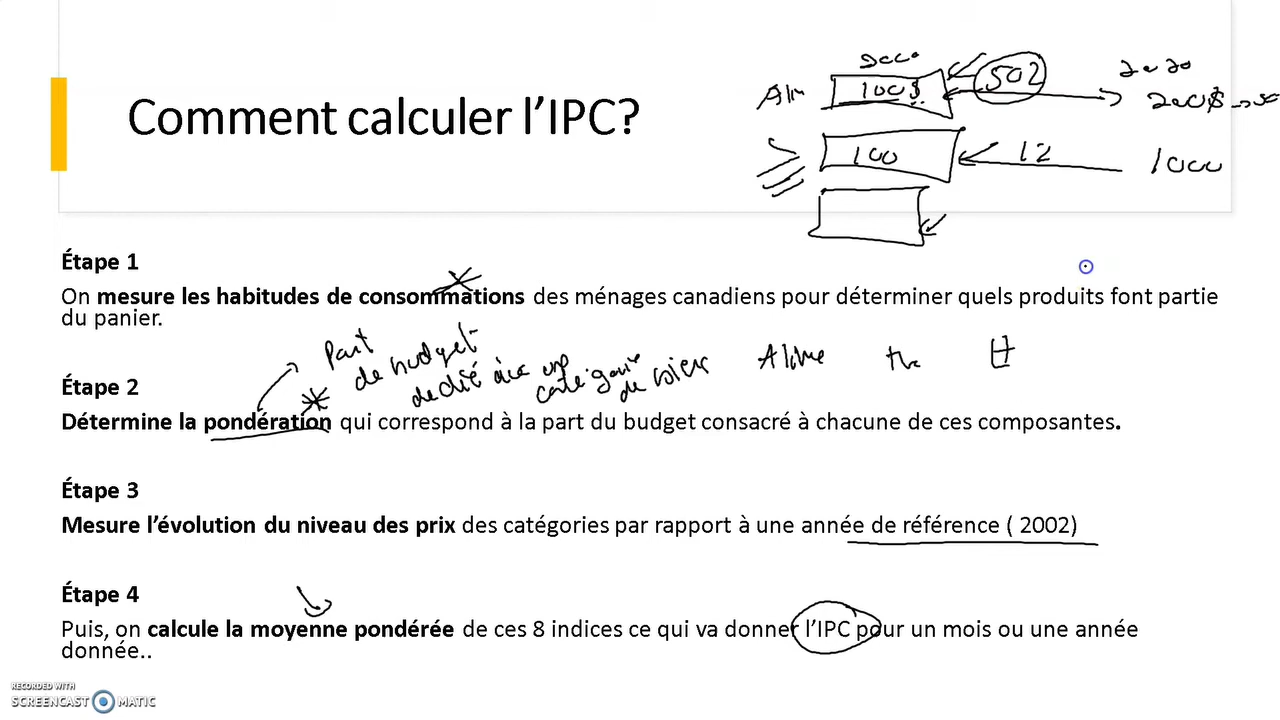 Comment calculer l'IPC?
Alm
100$
502
2020
200$
100
12
1000
Étape 1
On mesure les habitudes de consommations des ménages canadiens pour déterminer quels produits font partie
du panier.
Part
de budget
dédié
catégorie
de
Étape 2
Détermine la pondération qui correspond à la part du budget consacré à chacune de ces composantes.
Étape 3
Mesure l'évolution du niveau des prix des catégories par rapport à une année de référence ( 2002)
Étape 4
Puis, on calcule la moyenne pondérée de ces 8 indices ce qui va donner l'IPC pour un mois ou une année
donnée..
RECORDED WITH
SCREENCAST MATIC